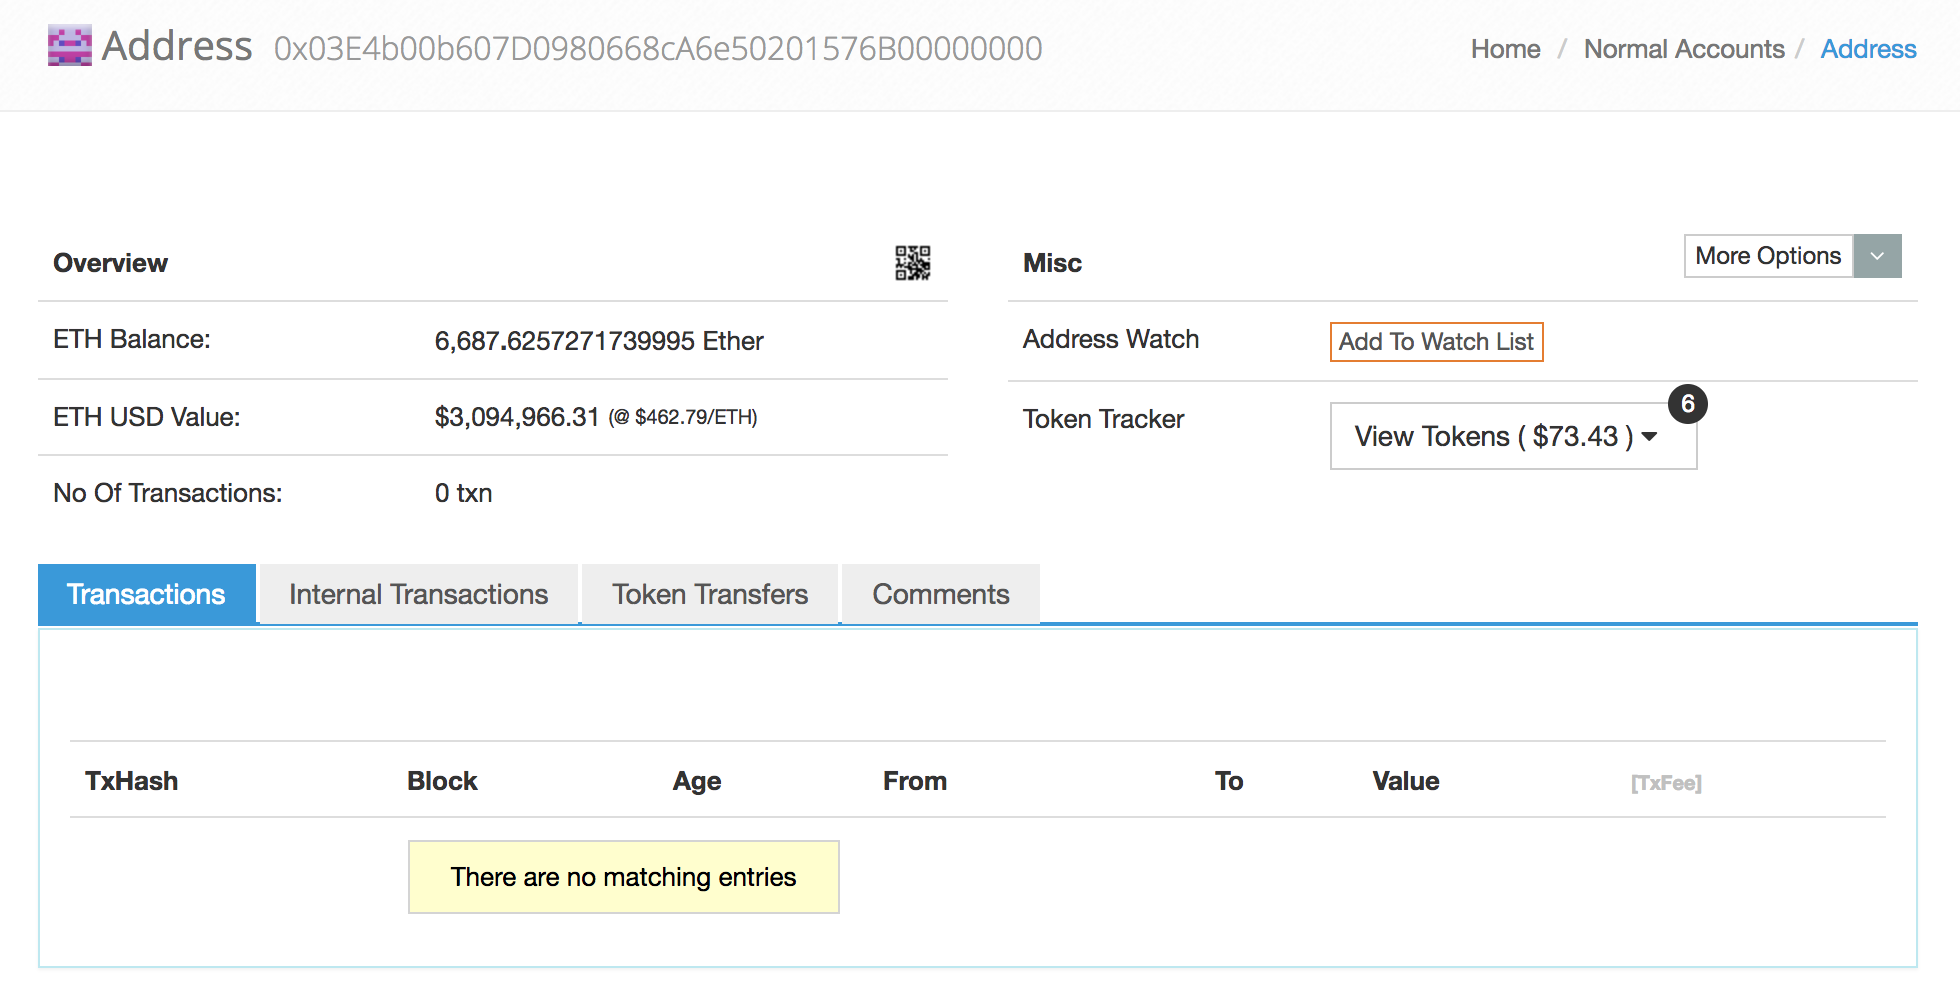 Address 0x03E4b00b607D0980668cA6e50201576B00000000
Home / Normal Accounts / Address
Overview
ETH Balance: 6,687.6257271739995 Ether
ETH USD Value: $3,094,966.31 (@ $462.79/ETH)
No Of Transactions: 0 txn
Misc
More Options
Address Watch Add To Watch List
Token Tracker View Tokens ( $73.43 ) 6
Transactions Internal Transactions Token Transfers Comments
TxHash Block Age From To Value [TxFee]
There are no matching entries